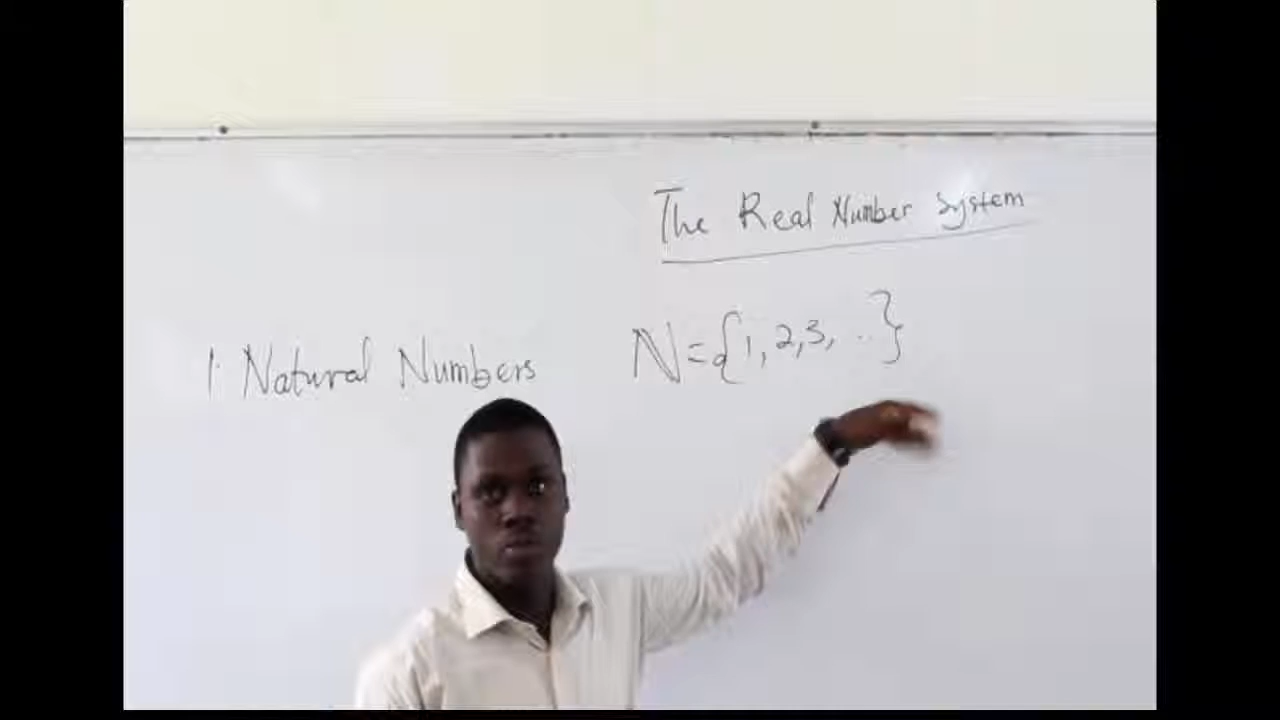 The Real Number System
1. Natural Numbers ℕ = {1, 2, 3, ...}